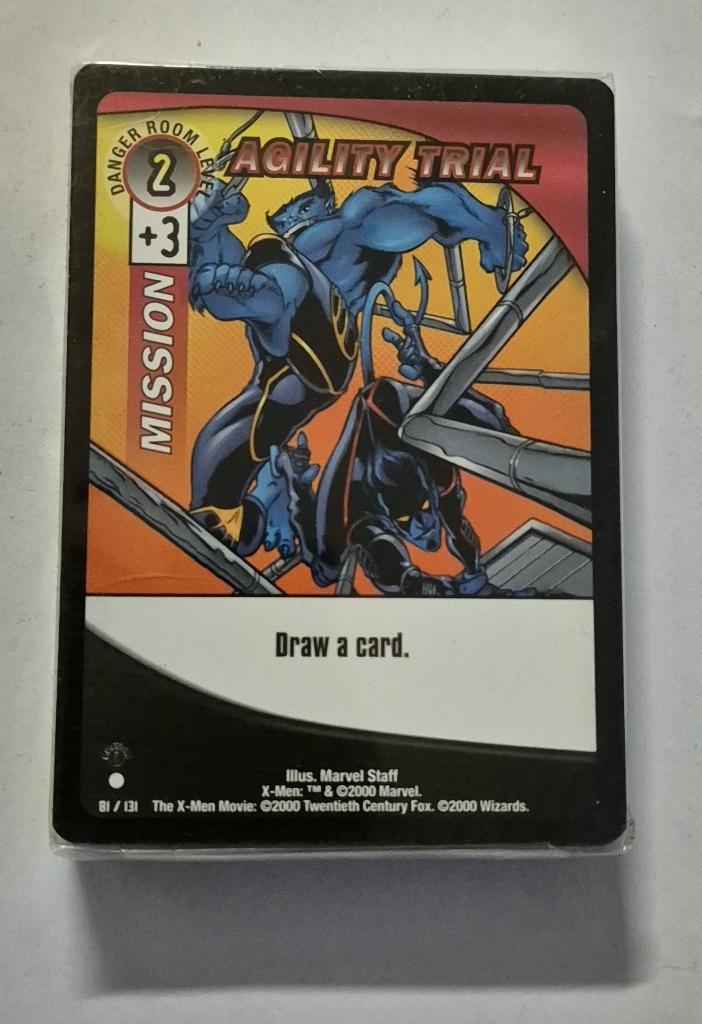 DANGER ROOM LEVEL
2
AGILITY TRIAL
+3
MISSION
Draw a card.
Illus. Marvel Staff
X-Men: ™ & ©2000 Marvel.
81 / 131 The X-Men Movie: ©2000 Twentieth Century Fox. ©2000 Wizards.